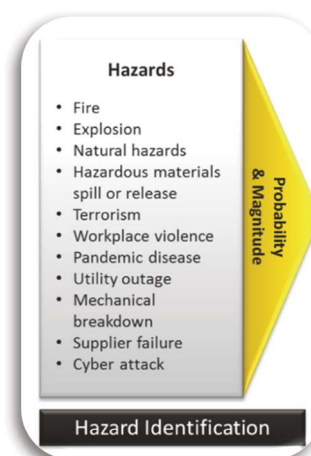 Hazards
• Fire
• Explosion
• Natural hazards
• Hazardous materials
spill or release
• Terrorism
• Workplace violence
• Pandemic disease
• Utility outage
• Mechanical
breakdown
• Supplier failure
• Cyber attack
Probability
& Magnitude
Hazard Identification